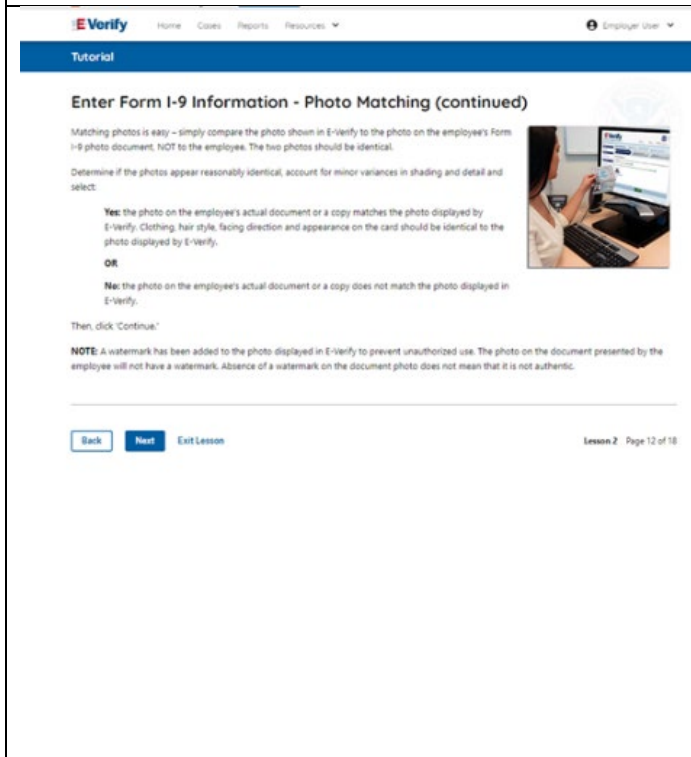 E-Verify Home Cases Reports Resources Employer User
Tutorial
Enter Form I-9 Information - Photo Matching (continued)
Matching photos is easy – simply compare the photo shown in E-Verify to the photo on the employee's Form
I-9 photo document, NOT to the employee. The two photos should be identical.
Determine if the photos appear reasonably identical, account for minor variances in shading and detail and
select:
Yes: the photo on the employee's actual document or a copy matches the photo displayed by
E-Verify. Clothing, hair style, facing direction and appearance on the card should be identical to the
photo displayed by E-Verify.
OR
No: the photo on the employee's actual document or a copy does not match the photo displayed in
E-Verify.
Then, click 'Continue.'
NOTE: A watermark has been added to the photo displayed in E-Verify to prevent unauthorized use. The photo on the document presented by the
employee will not have a watermark. Absence of a watermark on the document photo does not mean that it is not authentic.
Back Next Exit Lesson Lesson 2 Page 12 of 18